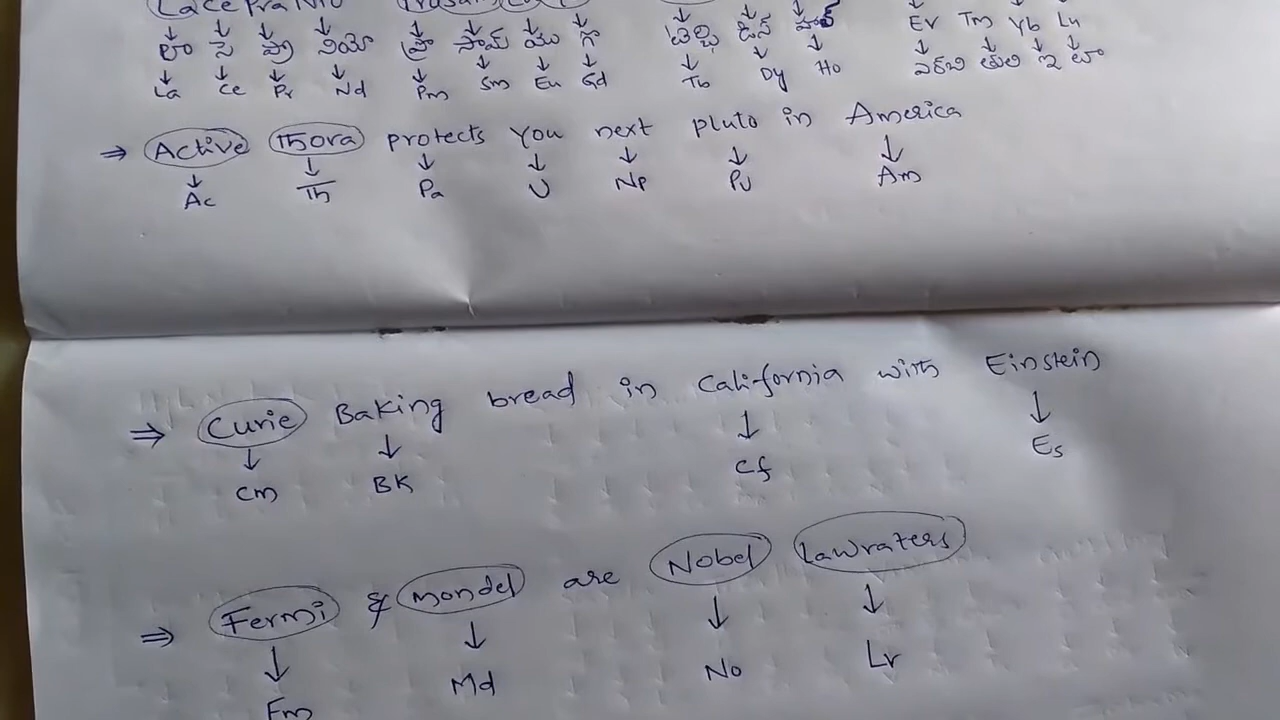 LaCePraNio
లా సె ప్రా నియో ప్రొ సామ్ యు గా టెర్బి డిస్ హోల్ Er Tm Yb Lu
La Ce Pr Nd Pm Sm Eu Gd Tb Dy Ho ఎర్బి తులి ఇ లూ
⇒ Active Thora protects You next pluto in America
Ac Th Pa U Np Pu Am
⇒ Curie Baking bread in California with Einstein
Cm BK Cf Es
⇒ Fermi & mondel are Nobel Lawraters
Fm Md No Lr